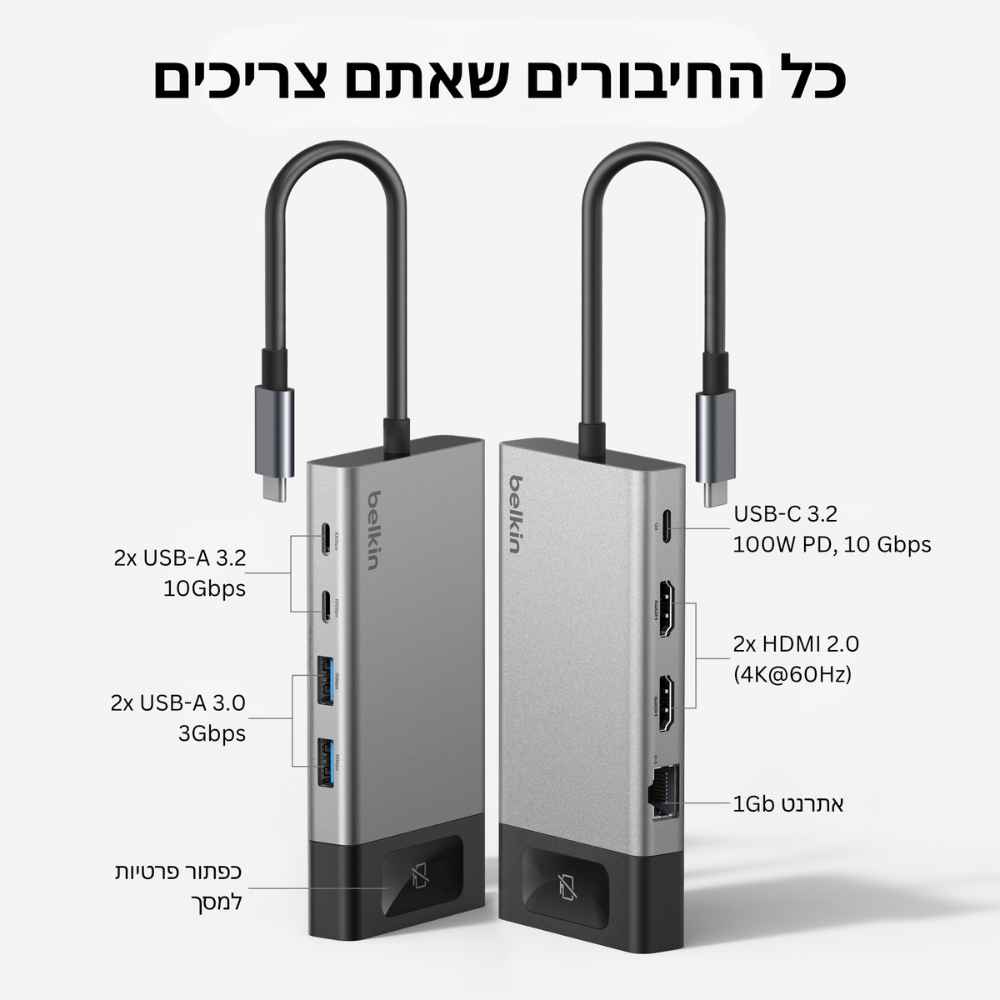 כל החיבורים שאתם צריכים
belkin
belkin
2x USB-A 3.2
10Gbps
2x USB-A 3.0
3Gbps
כפתור פרטיות
למסך
USB-C 3.2
100W PD, 10 Gbps
2x HDMI 2.0
(4K@60Hz)
אתרנט 1Gb